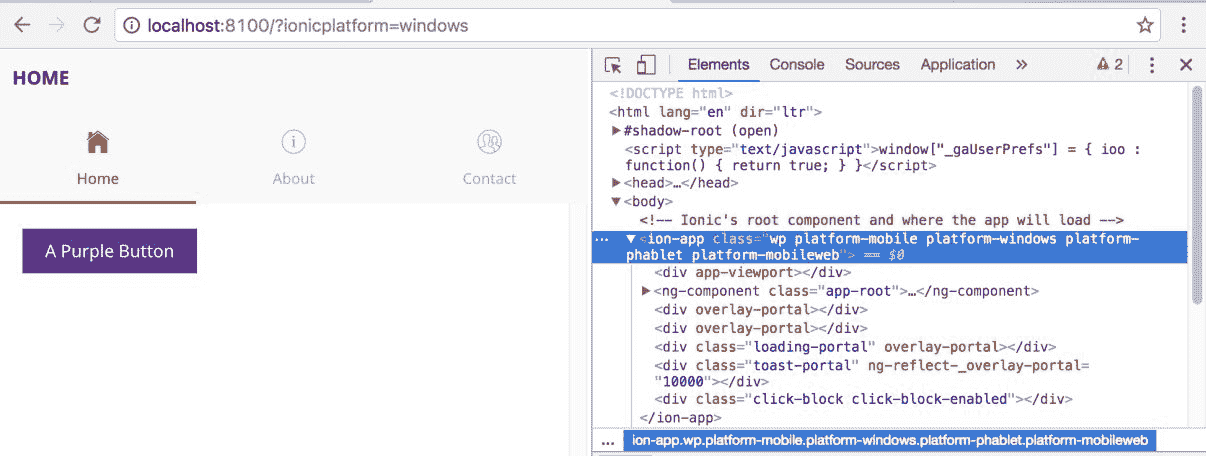 localhost:8100/?ionicplatform=windows
HOME
Home
About
Contact
A Purple Button
Elements Console Sources Application » 2
<!DOCTYPE html>
<html lang="en" dir="ltr">
#shadow-root (open)
<script type="text/javascript">window["_gaUserPrefs"] = { ioo :
function() { return true; } }</script>
<head>…</head>
<body>
<!-- Ionic's root component and where the app will load -->
… <ion-app class="wp platform-mobile platform-windows platform-
phablet platform-mobileweb"> == $0
<div app-viewport></div>
<ng-component class="app-root">…</ng-component>
<div overlay-portal></div>
<div overlay-portal></div>
<div class="loading-portal" overlay-portal></div>
<div class="toast-portal" ng-reflect-_overlay-portal=
"10000"></div>
<div class="click-block click-block-enabled"></div>
</ion-app>
... ion-app.wp.platform-mobile.platform-windows.platform-phablet.platform-mobileweb